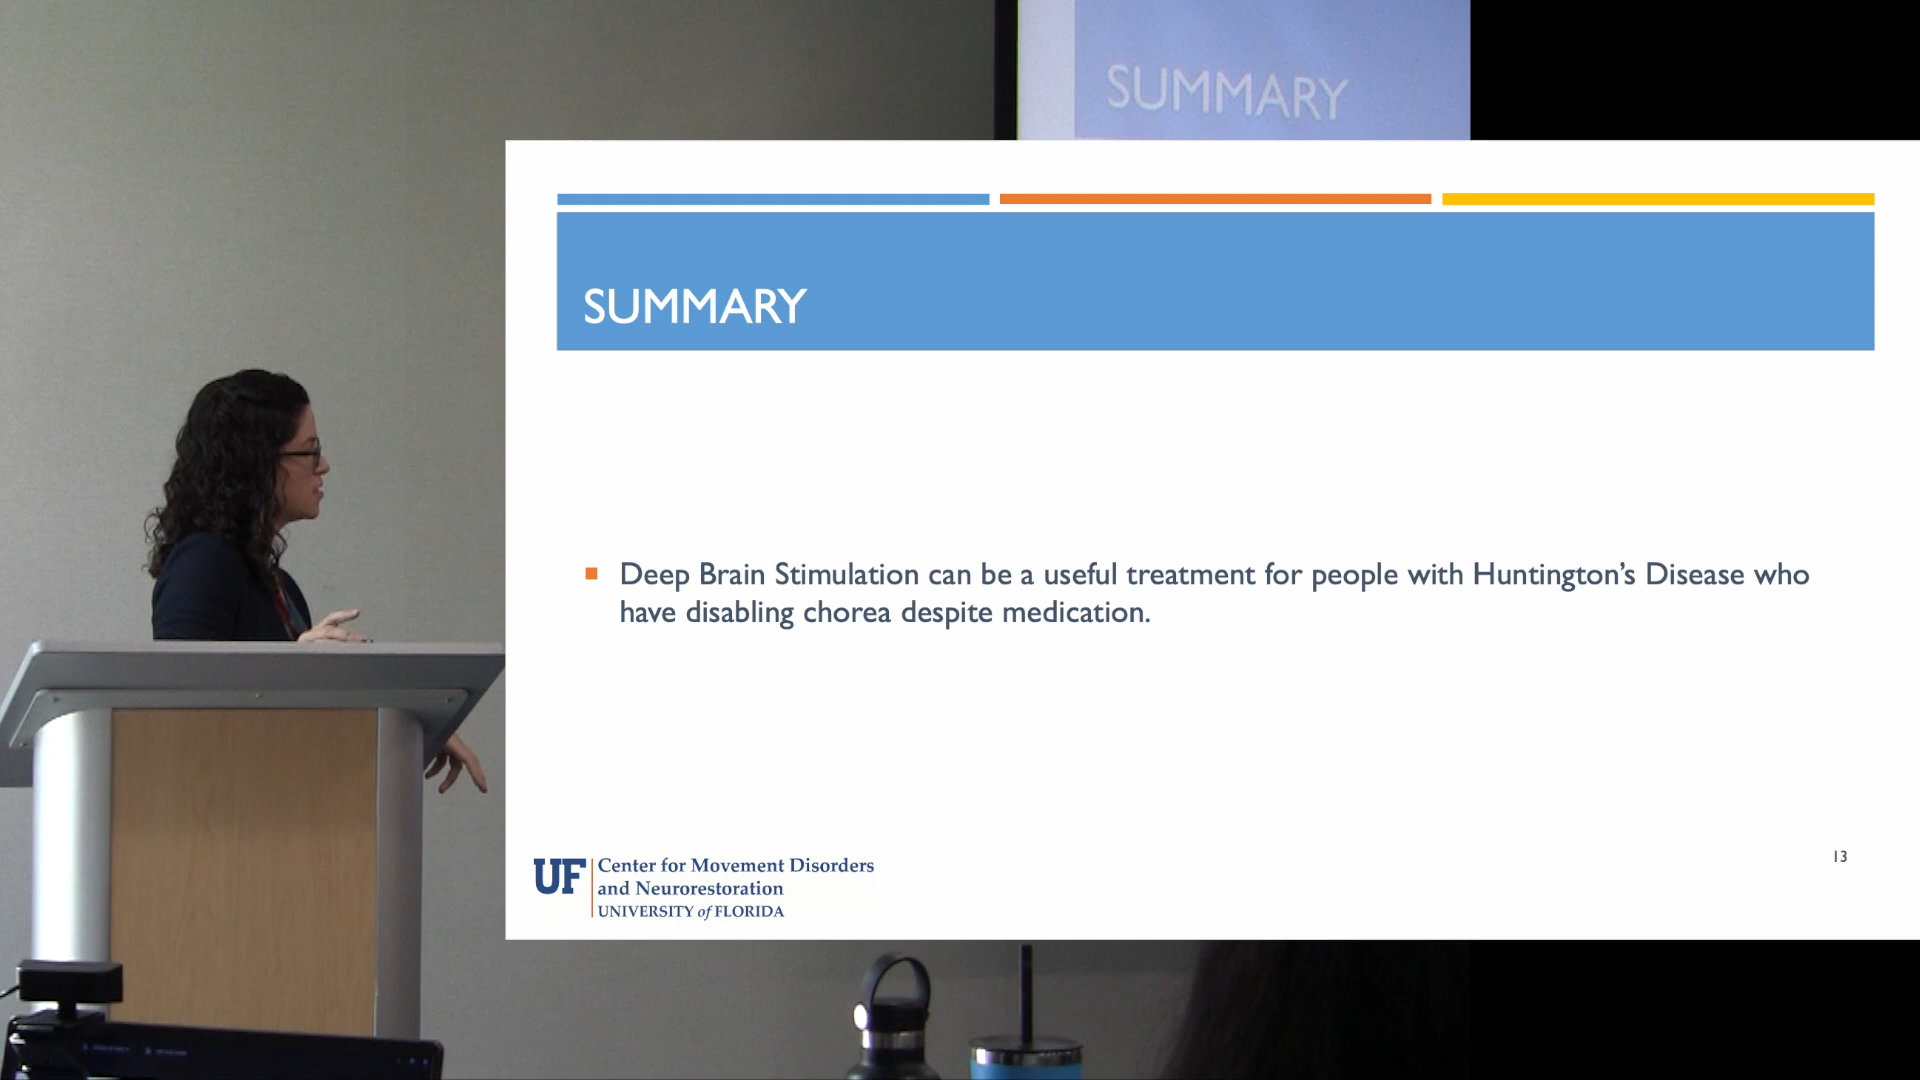 SUMMARY
SUMMARY
Deep Brain Stimulation can be a useful treatment for people with Huntington’s Disease who
have disabling chorea despite medication.
13
UF
Center for Movement Disorders
and Neurorestoration
UNIVERSITY of FLORIDA